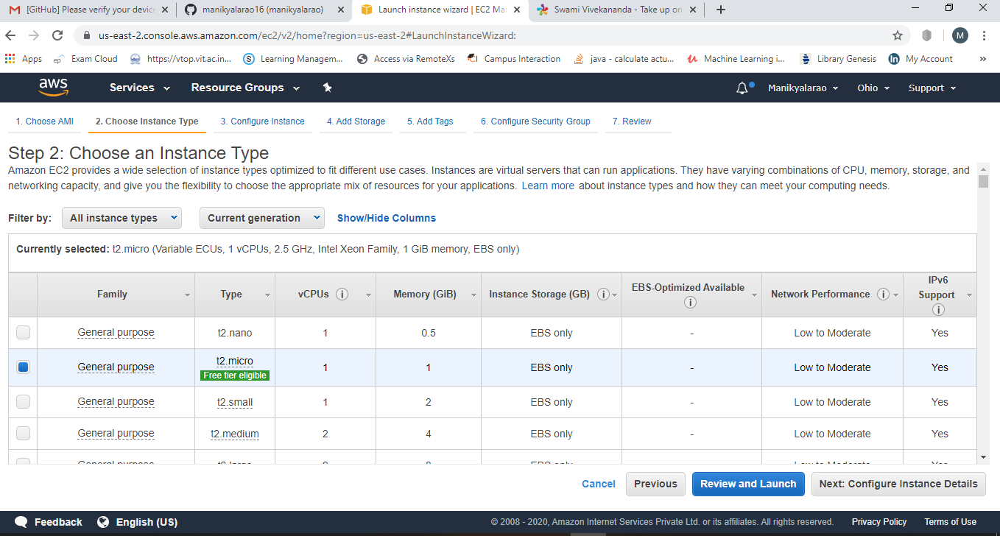 [GitHub] Please verify your device
manikyalarao16 (manikyalarao)
Launch instance wizard | EC2 Ma
Swami Vivekananda - Take up on
us-east-2.console.aws.amazon.com/ec2/v2/home?region=us-east-2#LaunchInstanceWizard:
M
Apps
Exam Cloud
https://vtop.vit.ac.in...
Learning Managem...
Access via RemoteXs
Campus Interaction
java - calculate actu...
Machine Learning i...
Library Genesis
My Account
»
aws
Services
Resource Groups
Manikyalarao
Ohio
Support
1. Choose AMI
2. Choose Instance Type
3. Configure Instance
4. Add Storage
5. Add Tags
6. Configure Security Group
7. Review
Step 2: Choose an Instance Type
Amazon EC2 provides a wide selection of instance types optimized to fit different use cases. Instances are virtual servers that can run applications. They have varying combinations of CPU, memory, storage, and
networking capacity, and give you the flexibility to choose the appropriate mix of resources for your applications. Learn more about instance types and how they can meet your computing needs.
Filter by: All instance types Current generation Show/Hide Columns
Currently selected: t2.micro (Variable ECUs, 1 vCPUs, 2.5 GHz, Intel Xeon Family, 1 GiB memory, EBS only)
Family Type vCPUs Memory (GiB) Instance Storage (GB) EBS-Optimized Available Network Performance IPv6 Support
General purpose t2.nano 1 0.5 EBS only - Low to Moderate Yes
General purpose t2.micro 1 1 EBS only - Low to Moderate Yes
Free tier eligible
General purpose t2.small 1 2 EBS only - Low to Moderate Yes
General purpose t2.medium 2 4 EBS only - Low to Moderate Yes
Cancel Previous Review and Launch Next: Configure Instance Details
Feedback English (US) © 2008 - 2020, Amazon Internet Services Private Ltd. or its affiliates. All rights reserved. Privacy Policy Terms of Use